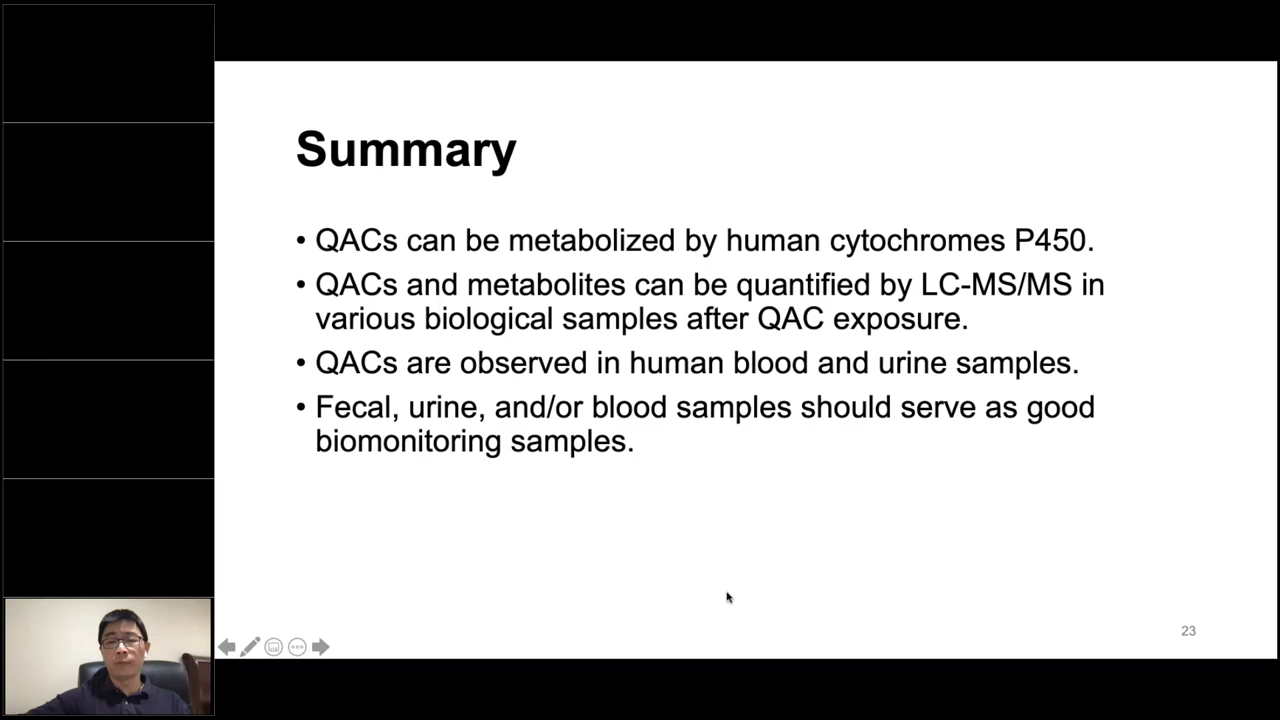 Summary
• QACs can be metabolized by human cytochromes P450.
• QACs and metabolites can be quantified by LC-MS/MS in
various biological samples after QAC exposure.
• QACs are observed in human blood and urine samples.
• Fecal, urine, and/or blood samples should serve as good
biomonitoring samples.
23